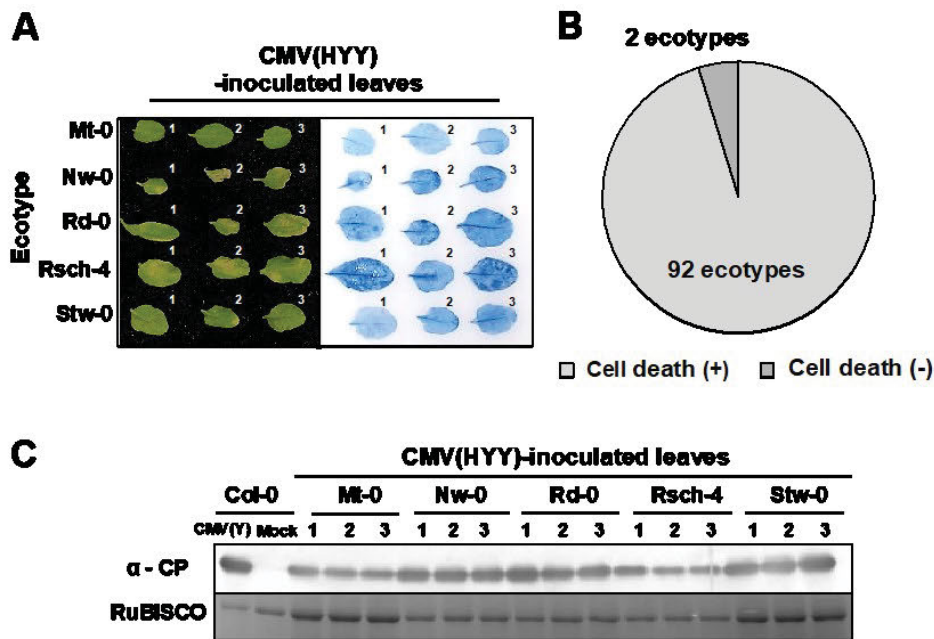 A
CMV(HYY)
-inoculated leaves
Ecotype
Mt-0
1 2 3 1 2 3
Nw-0
1 2 3 1 2 3
Rd-0
1 2 3 1 2 3
Rsch-4
1 2 3 1 2 3
Stw-0
1 2 3 1 2 3
B
2 ecotypes
92 ecotypes
Cell death (+) Cell death (-)
C
CMV(HYY)-inoculated leaves
Col-0 Mt-0 Nw-0 Rd-0 Rsch-4 Stw-0
CMV(Y) Mock 1 2 3 1 2 3 1 2 3 1 2 3 1 2 3
α - CP
RuBISCO